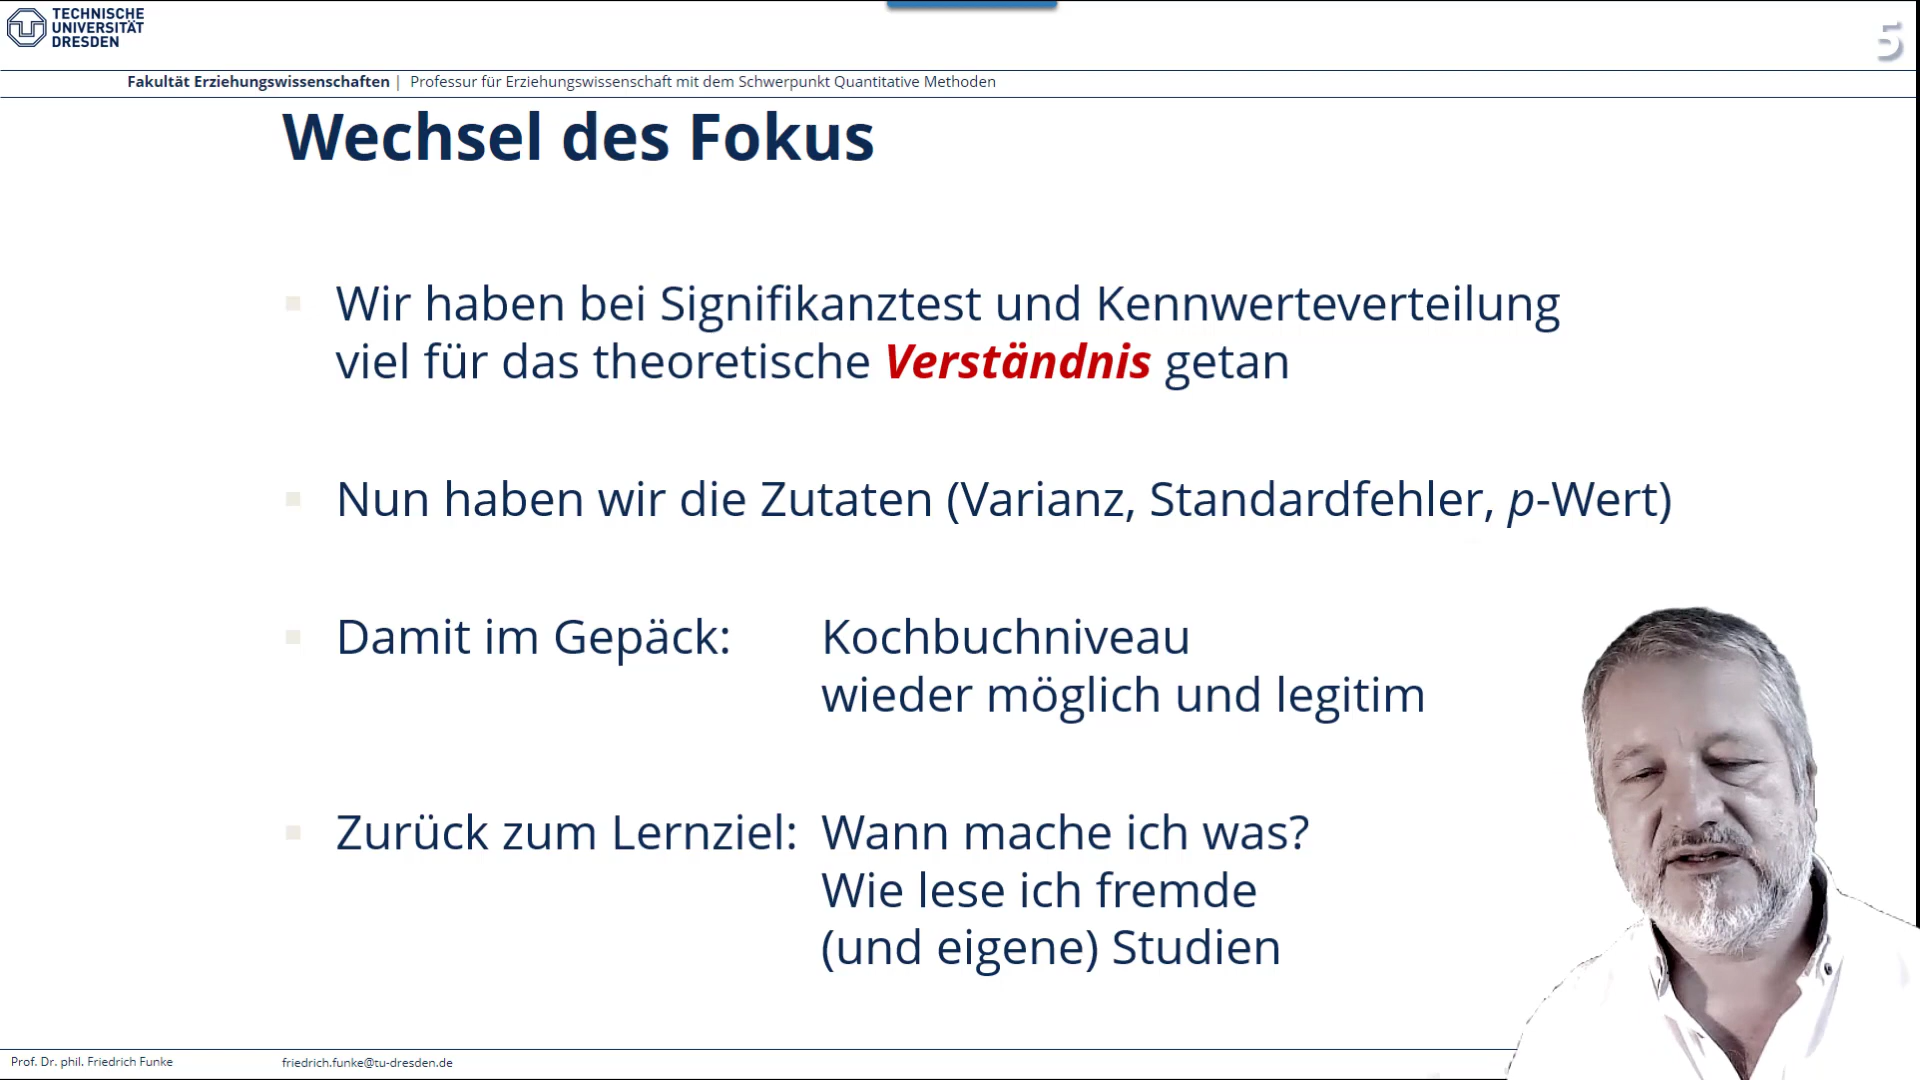 TECHNISCHE
UNIVERSITÄT
DRESDEN
5
Fakultät Erziehungswissenschaften | Professur für Erziehungswissenschaft mit dem Schwerpunkt Quantitative Methoden
Wechsel des Fokus
Wir haben bei Signifikanztest und Kennwerteverteilung
viel für das theoretische Verständnis getan
Nun haben wir die Zutaten (Varianz, Standardfehler, p-Wert)
Damit im Gepäck: Kochbuchniveau
wieder möglich und legitim
Zurück zum Lernziel: Wann mache ich was?
Wie lese ich fremde
(und eigene) Studien
Prof. Dr. phil. Friedrich Funke friedrich.funke@tu-dresden.de